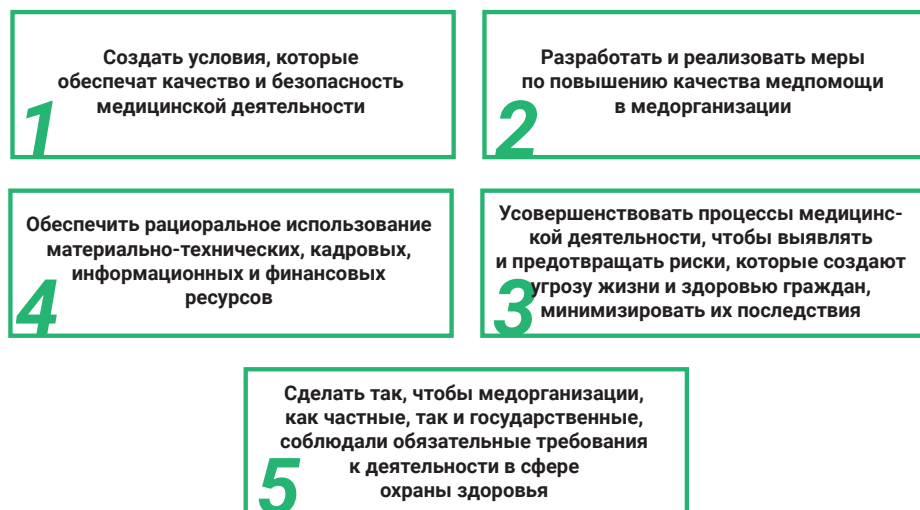 Создать условия, которые
обеспечат качество и безопасность
медицинской деятельности
1
Разработать и реализовать меры
по повышению качества медпомощи
в медорганизации
2
Обеспечить рациоральное использование
материально-технических, кадровых,
информационных и финансовых
ресурсов
4
Усовершенствовать процессы медицинс-
кой деятельности, чтобы выявлять
и предотвращать риски, которые создают
угрозу жизни и здоровью граждан,
минимизировать их последствия
3
Сделать так, чтобы медорганизации,
как частные, так и государственные,
соблюдали обязательные требования
к деятельности в сфере
охраны здоровья
5